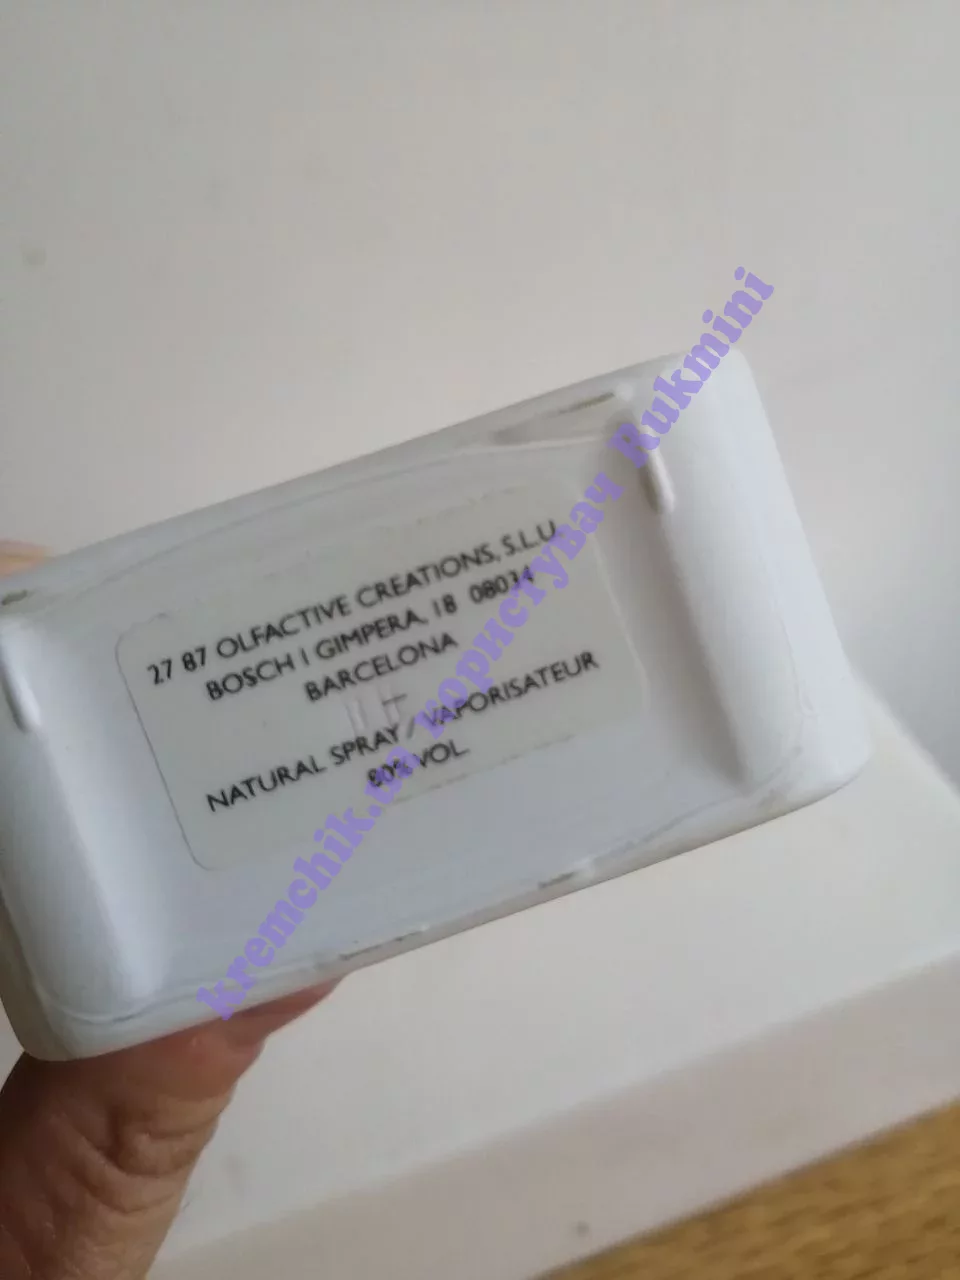 27 87 OLFACTIVE CREATIONS, S.L.U.
BOSCH I GIMPERA, 18 08034
BARCELONA
NATURAL SPRAY / VAPORISATEUR
80% VOL.
kremchik.ua користувач Rukmini